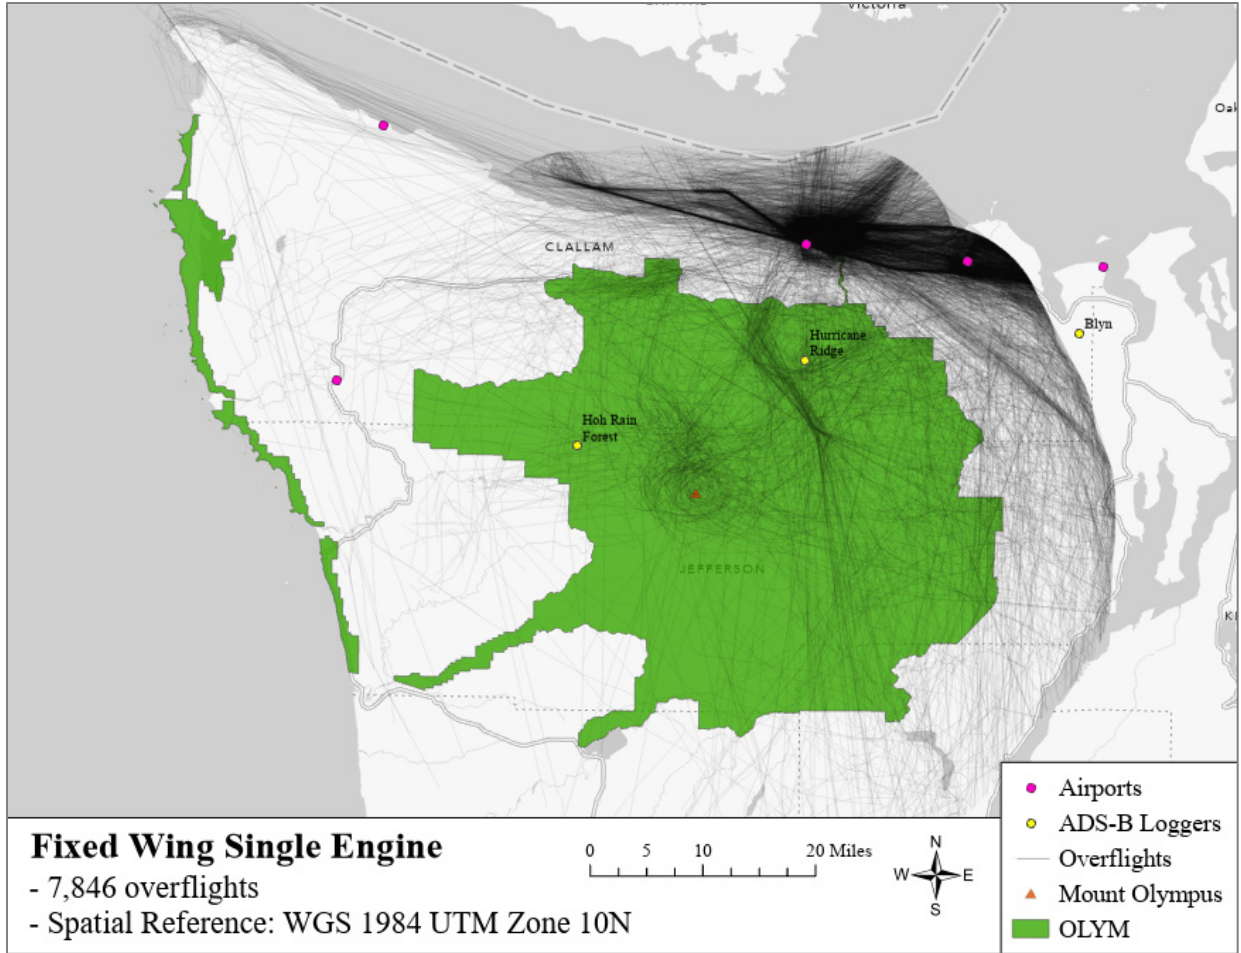 Victoria
CLALLAM
Blyn
Hurricane
Ridge
Hoh Rain
Forest
JEFFERSON
Fixed Wing Single Engine
- 7,846 overflights
- Spatial Reference: WGS 1984 UTM Zone 10N
0 5 10 20 Miles
N
W E
S
Airports
ADS-B Loggers
Overflights
Mount Olympus
OLYM